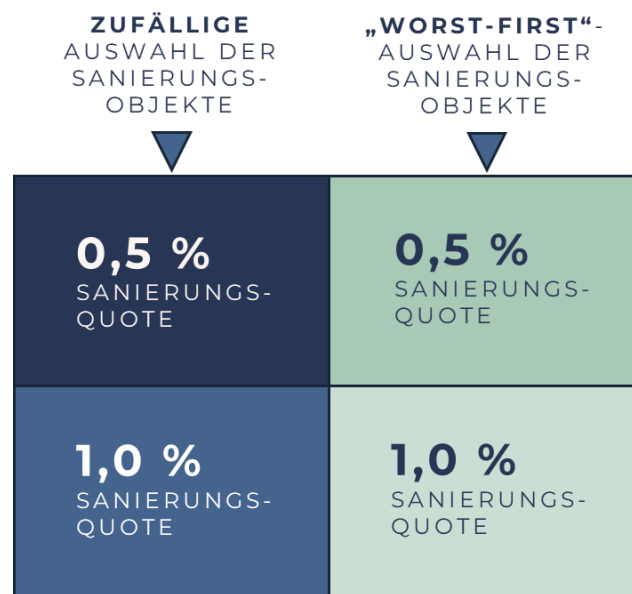 ZUFÄLLIGE
AUSWAHL DER
SANIERUNGS-
OBJEKTE
„WORST-FIRST“-
AUSWAHL DER
SANIERUNGS-
OBJEKTE
0,5 %
SANIERUNGS-
QUOTE
0,5 %
SANIERUNGS-
QUOTE
1,0 %
SANIERUNGS-
QUOTE
1,0 %
SANIERUNGS-
QUOTE